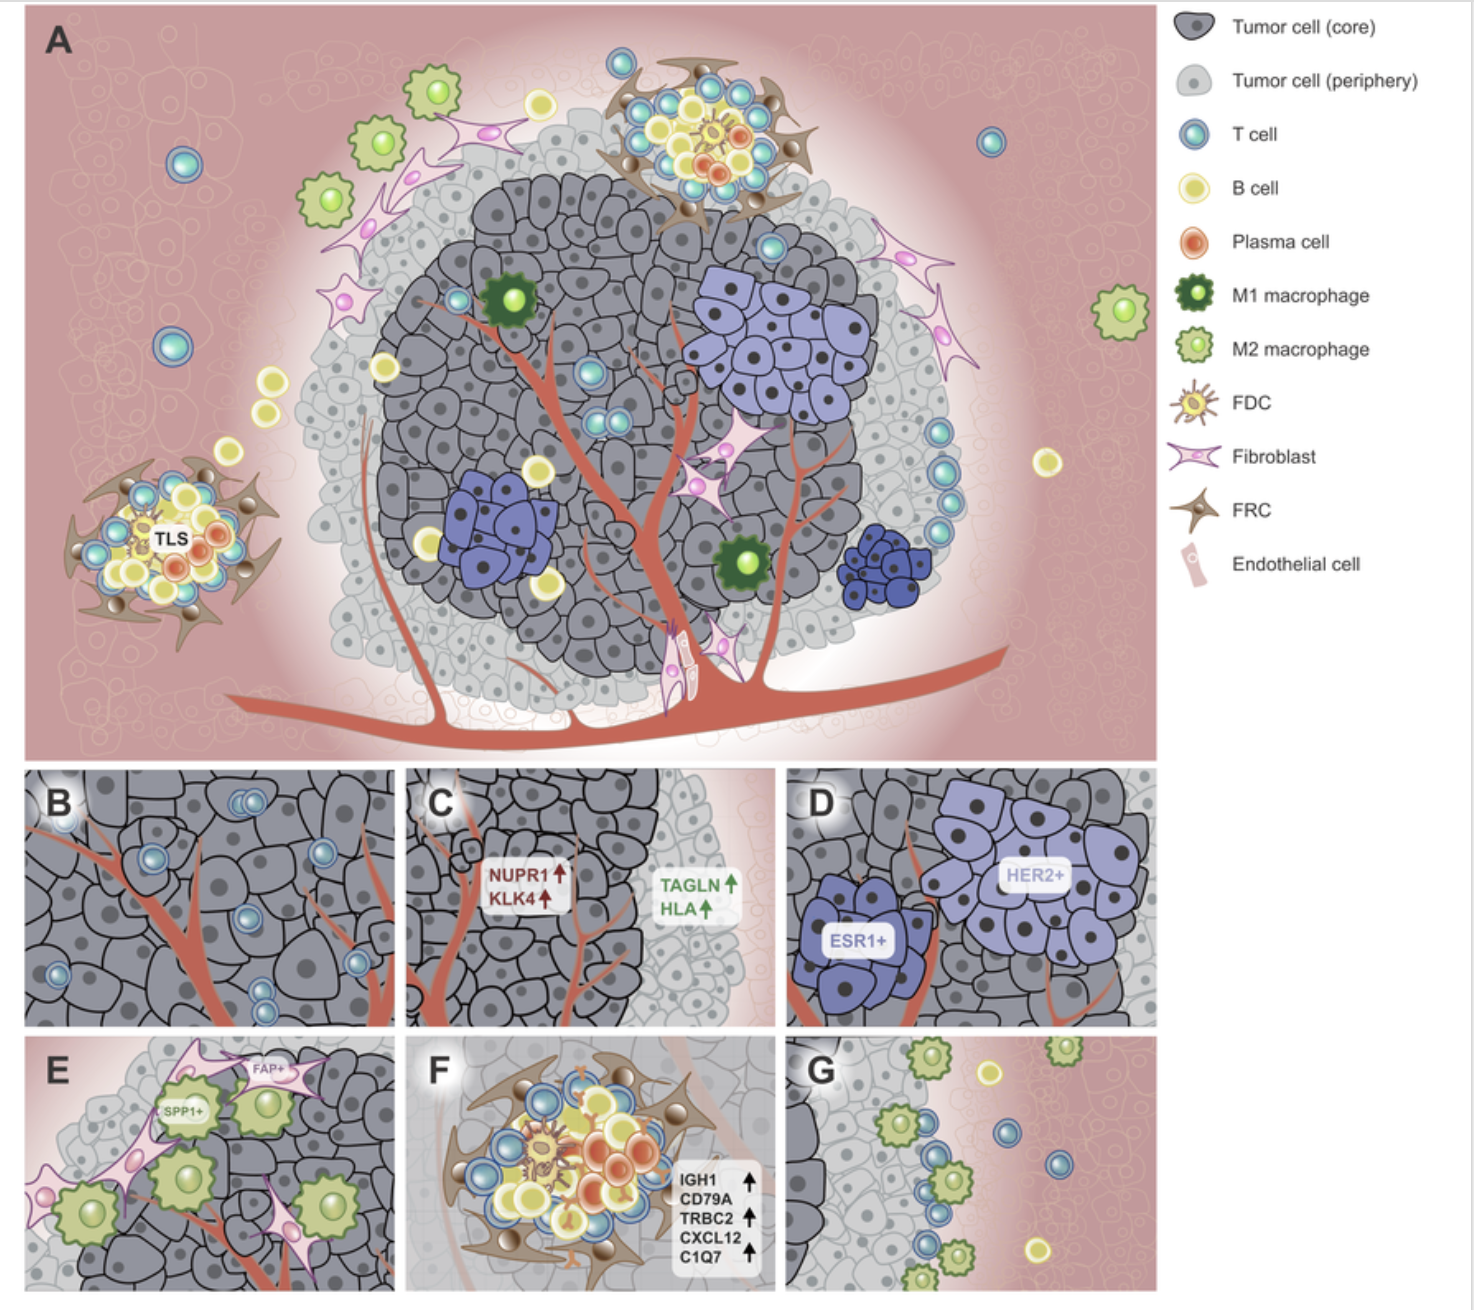 A
TLS
Tumor cell (core)
Tumor cell (periphery)
T cell
B cell
Plasma cell
M1 macrophage
M2 macrophage
FDC
Fibroblast
FRC
Endothelial cell
B
C
NUPR1
KLK4
TAGLN
HLA
D
HER2+
ESR1+
E
FAP+
SPP1+
F
IGH1
CD79A
TRBC2
CXCL12
C1Q7
G